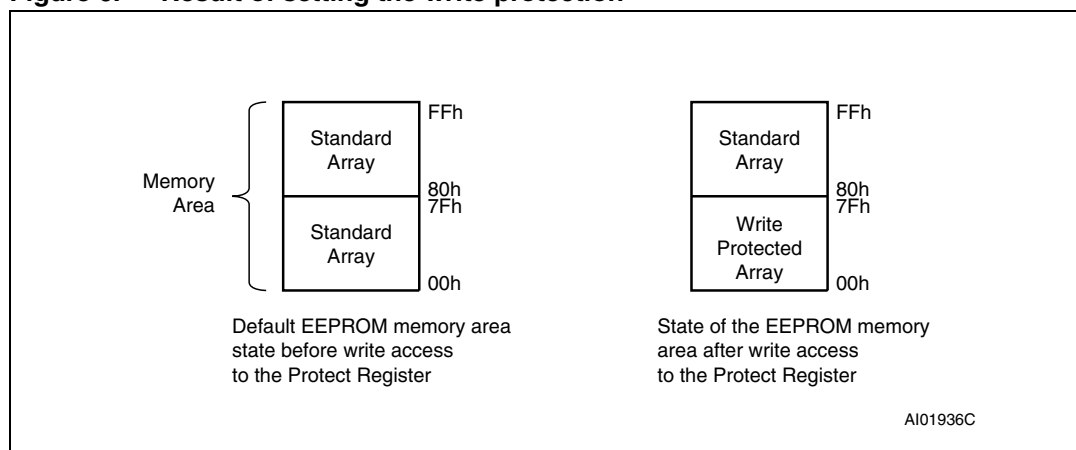 Memory
Area
FFh
Standard
Array
80h
7Fh
Standard
Array
00h
Default EEPROM memory area
state before write access
to the Protect Register
FFh
Standard
Array
80h
7Fh
Write
Protected
Array
00h
State of the EEPROM memory
area after write access
to the Protect Register
AI01936C